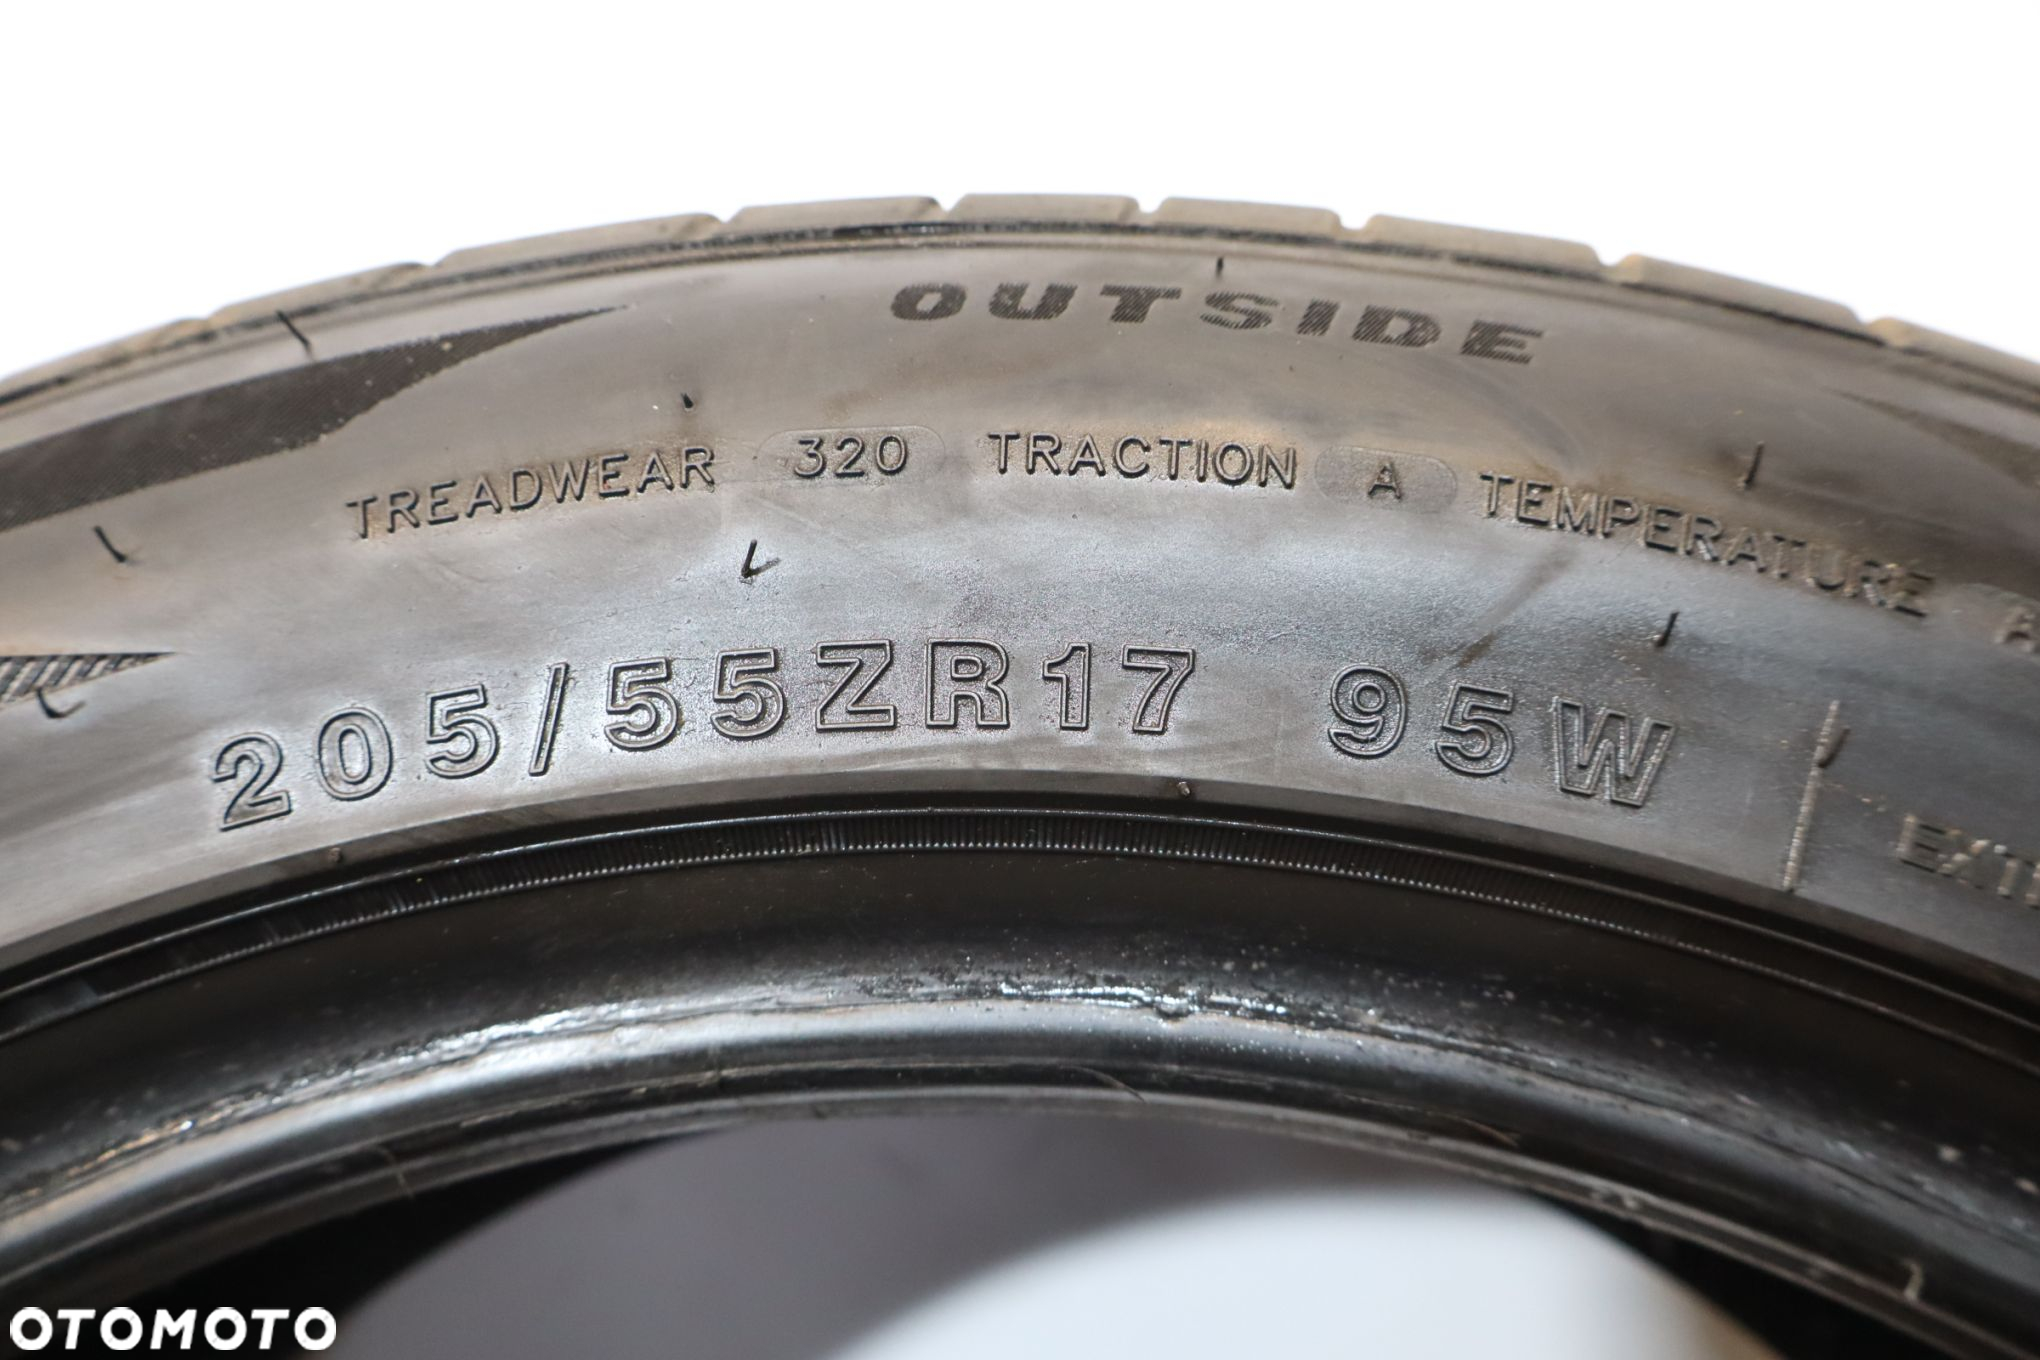 OUTSIDE
TREADWEAR 320 TRACTION A TEMPERATURE
205/55ZR17 95W
OTOMOTO